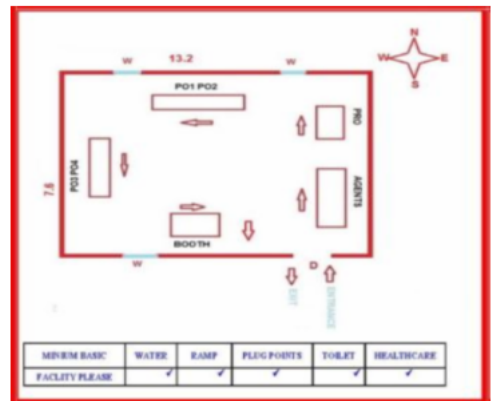 N
W E
S
W 13.2 W
PO1 PO2
PRO
PO3 PO4
7.6
AGENTS
BOOTH
W
D
EXIT
ENTRANCE
MINIUM BASIC WATER RAMP PLUG POINTS TOILET HEALTHCARE
FACLITY PLEASE ✓ ✓ ✓ ✓ ✓